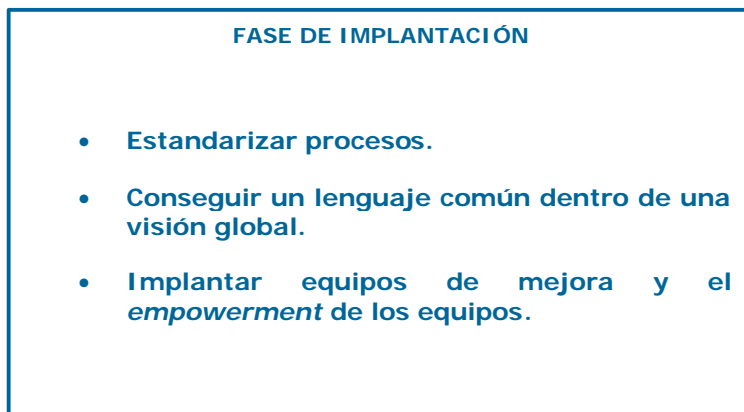 FASE DE IMPLANTACIÓN
• Estandarizar procesos.
• Conseguir un lenguaje común dentro de una
visión global.
• Implantar equipos de mejora y el
empowerment de los equipos.